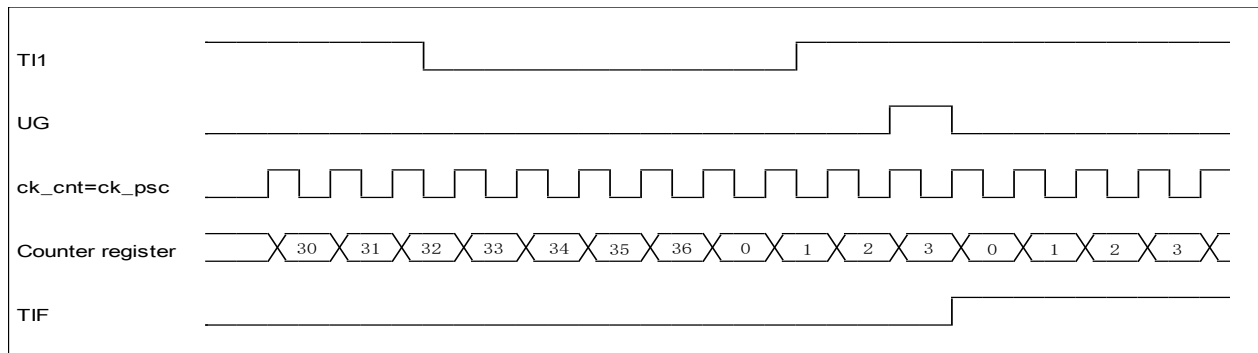 TI1
UG
ck_cnt=ck_psc
Counter register 30 31 32 33 34 35 36 0 1 2 3 0 1 2 3
TIF